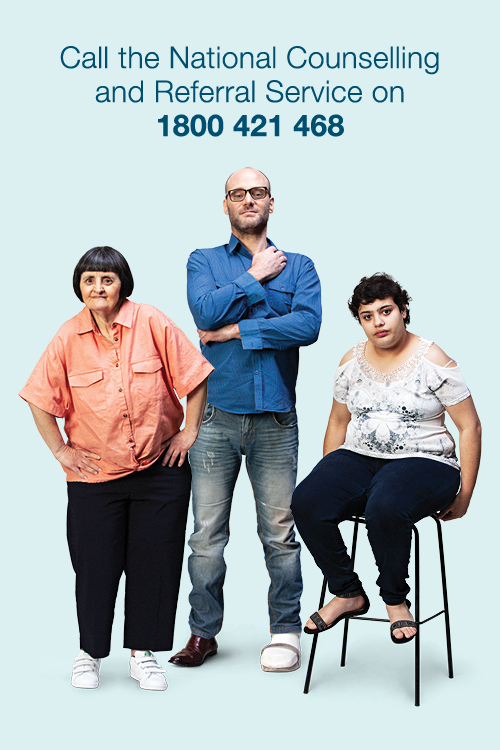 Call the National Counselling
and Referral Service on
1800 421 468